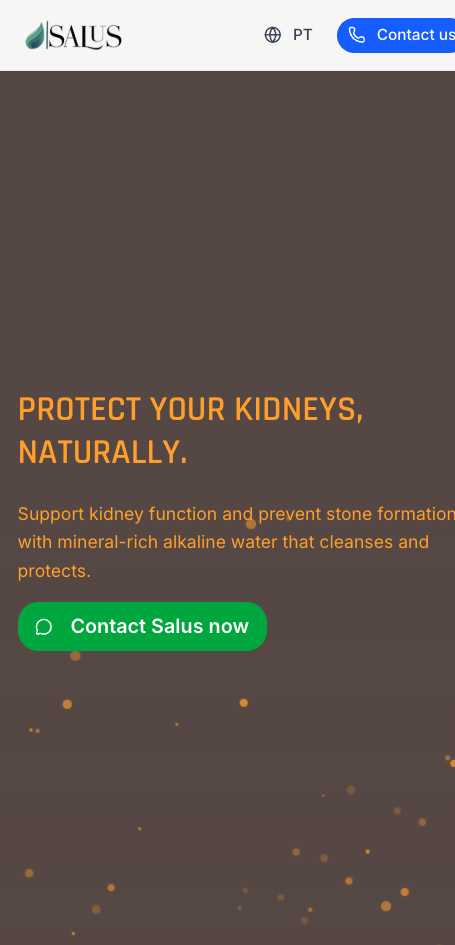 SALUS
PT
Contact us
PROTECT YOUR KIDNEYS,
NATURALLY.
Support kidney function and prevent stone formation
with mineral-rich alkaline water that cleanses and
protects.
Contact Salus now